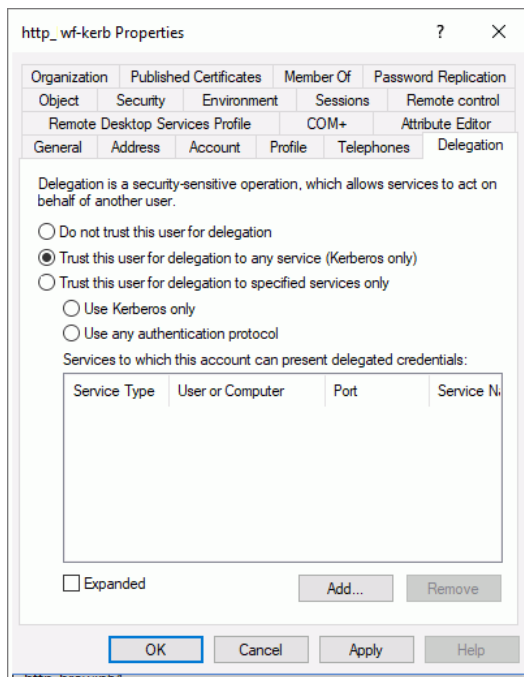 http_ wf-kerb Properties ? ×
Organization Published Certificates Member Of Password Replication
Object Security Environment Sessions Remote control
Remote Desktop Services Profile COM+ Attribute Editor
General Address Account Profile Telephones Delegation
Delegation is a security-sensitive operation, which allows services to act on
behalf of another user.
Do not trust this user for delegation
Trust this user for delegation to any service (Kerberos only)
Trust this user for delegation to specified services only
Use Kerberos only
Use any authentication protocol
Services to which this account can present delegated credentials:
Service Type User or Computer Port Service
Expanded Add... Remove
OK Cancel Apply Help